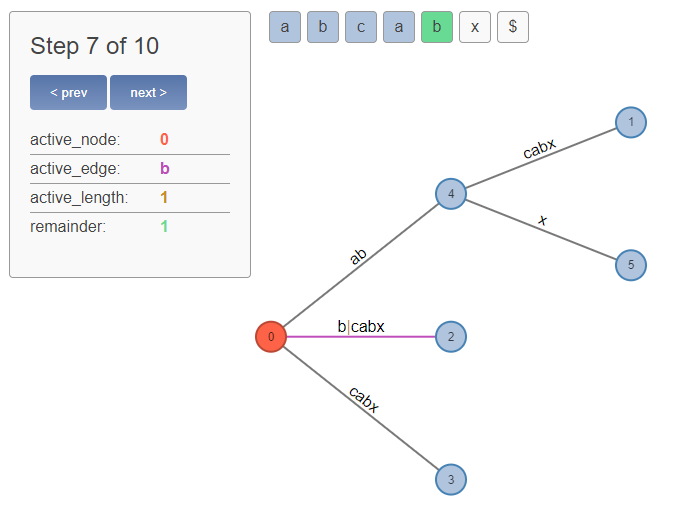 Step 7 of 10
< prev next >
active_node: 0
active_edge: b
active_length: 1
remainder: 1
a b c a b x $
1
cabx
4
x
ab
5
0
b|cabx
2
cabx
3